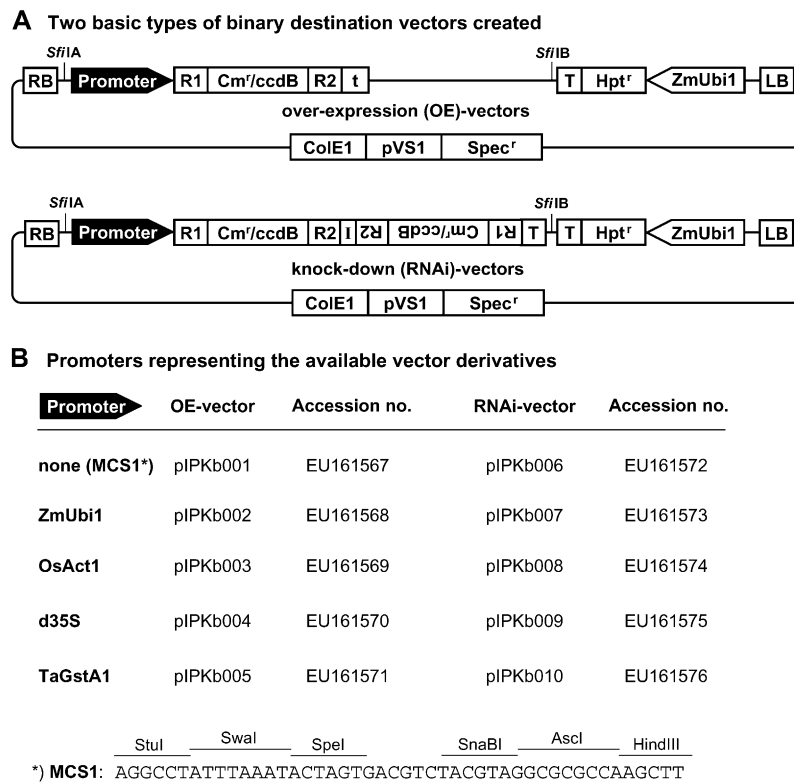 A Two basic types of binary destination vectors created
SfiIA SfiIB
RB Promoter R1 Cmʳ/ccdB R2 t T Hptʳ ZmUbi1 LB
over-expression (OE)-vectors
ColE1 pVS1 Specʳ
SfiIA SfiIB
RB Promoter R1 Cmʳ/ccdB R2 I R2 Cmʳ/ccdB R1 T T Hptʳ ZmUbi1 LB
knock-down (RNAi)-vectors
ColE1 pVS1 Specʳ
B Promoters representing the available vector derivatives
Promoter OE-vector Accession no. RNAi-vector Accession no.
none (MCS1*) pIPKb001 EU161567 pIPKb006 EU161572
ZmUbi1 pIPKb002 EU161568 pIPKb007 EU161573
OsAct1 pIPKb003 EU161569 pIPKb008 EU161574
d35S pIPKb004 EU161570 pIPKb009 EU161575
TaGstA1 pIPKb005 EU161571 pIPKb010 EU161576
StuI SwaI SpeI SnaBI AscI HindIII
*) MCS1: AGGCCTATTTAAATACTAGTGACGTCTACGTAGGCGCGCCAAGCTT